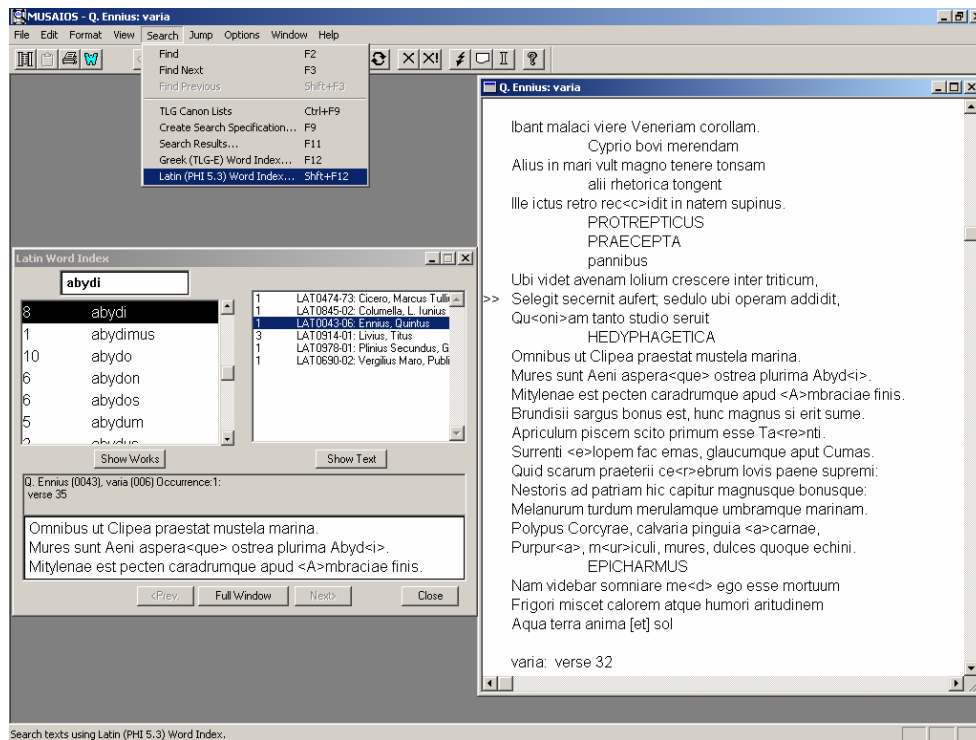 MUSAIOS - Q. Ennius: varia
File Edit Format View Search Jump Options Window Help
Find F2
Find Next F3
Find Previous Shift+F3
TLG Canon Lists Ctrl+F9
Create Search Specification... F9
Search Results... F11
Greek (TLG-E) Word Index... F12
Latin (PHI 5.3) Word Index... Shft+F12
Latin Word Index
abydi
8 abydi
1 abydimus
10 abydo
6 abydon
6 abydos
5 abydum
2 abydus
1 LAT0474-73: Cicero, Marcus Tulli
1 LAT0845-02: Columella, L. Iunius
1 LAT0043-06: Ennius, Quintus
3 LAT0914-01: Livius, Titus
1 LAT0978-01: Plinius Secundus, G
1 LAT0690-02: Vergilius Maro, Publi
Show Works Show Text
Q. Ennius (0043), varia (006) Occurrence:1:
verse 35
Omnibus ut Clipea praestat mustela marina.
Mures sunt Aeni aspera<que> ostrea plurima Abyd<i>.
Mitylenae est pecten caradrumque apud <A>mbraciae finis.
<Prev. Full Window Next> Close
Q. Ennius: varia
Ibant malaci viere Veneriam corollam.
Cyprio bovi merendam
Alius in mari vult magno tenere tonsam
alii rhetorica tongent
Ille ictus retro rec<c>idit in natem supinus.
PROTREPTICUS
PRAECEPTA
pannibus
Ubi videt avenam lolium crescere inter triticum,
>> Selegit secernit aufert; sedulo ubi operam addidit,
Qu<oni>am tanto studio seruit
HEDYPHAGETICA
Omnibus ut Clipea praestat mustela marina.
Mures sunt Aeni aspera<que> ostrea plurima Abyd<i>.
Mitylenae est pecten caradrumque apud <A>mbraciae finis.
Brundisii sargus bonus est, hunc magnus si erit sume.
Apriculum piscem scito primum esse Ta<re>nti.
Surrenti <e>lopem fac emas, glaucumque aput Cumas.
Quid scarum praeterii ce<r>ebrum Iovis paene supremi:
Nestoris ad patriam hic capitur magnusque bonusque:
Melanurum turdum merulamque umbramque marinam.
Polypus Corcyrae, calvaria pinguia <a>carnae,
Purpur<a>, m<ur>iculi, mures, dulces quoque echini.
EPICHARMUS
Nam videbar somniare me<d> ego esse mortuum
Frigori miscet calorem atque humori aritudinem
Aqua terra anima [et] sol
varia: verse 32
Search texts using Latin (PHI 5.3) Word Index.